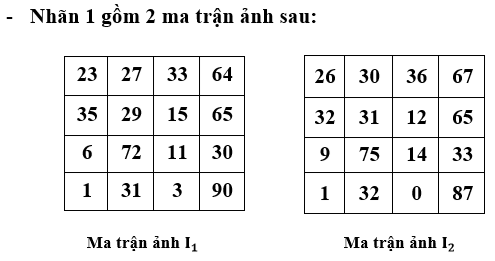 - Nhãn 1 gồm 2 ma trận ảnh sau:
23 27 33 64
35 29 15 65
6 72 11 30
1 31 3 90
Ma trận ảnh I₁
26 30 36 67
32 31 12 65
9 75 14 33
1 32 0 87
Ma trận ảnh I₂